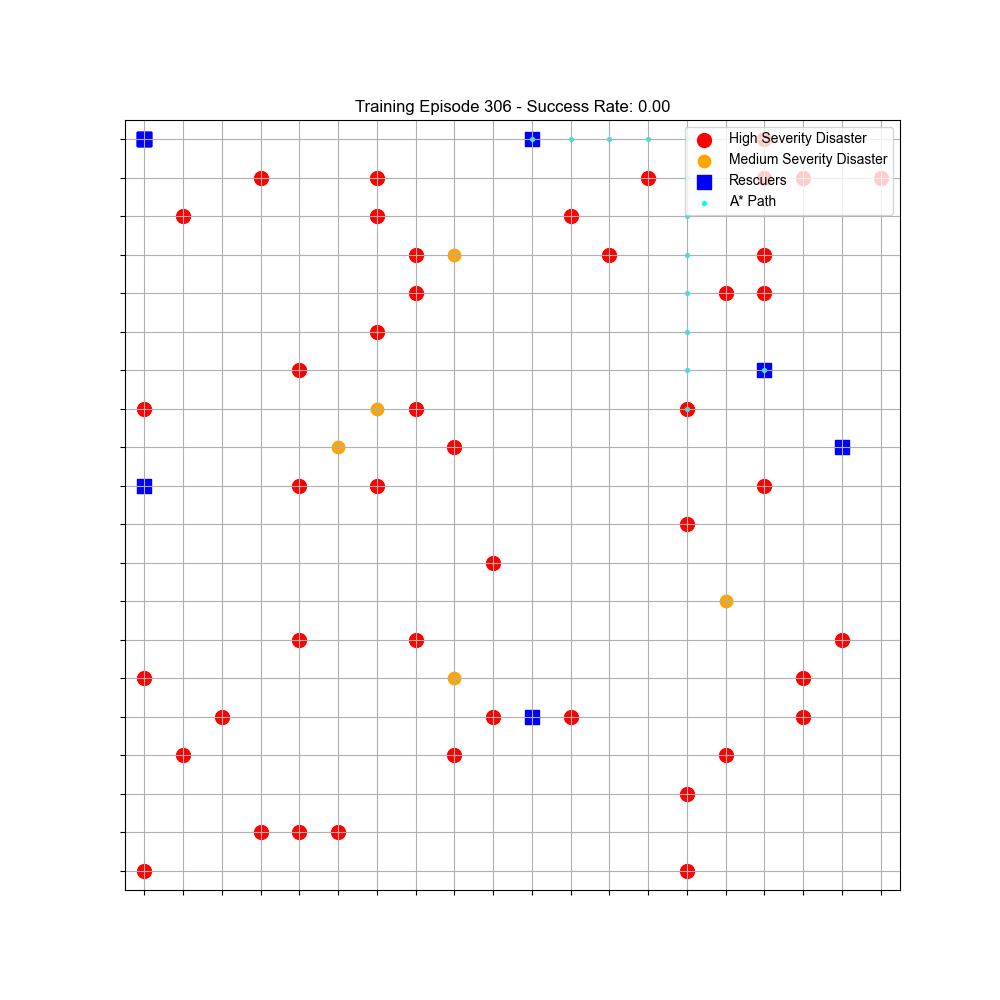 Training Episode 306 - Success Rate: 0.00
High Severity Disaster
Medium Severity Disaster
Rescuers
A* Path